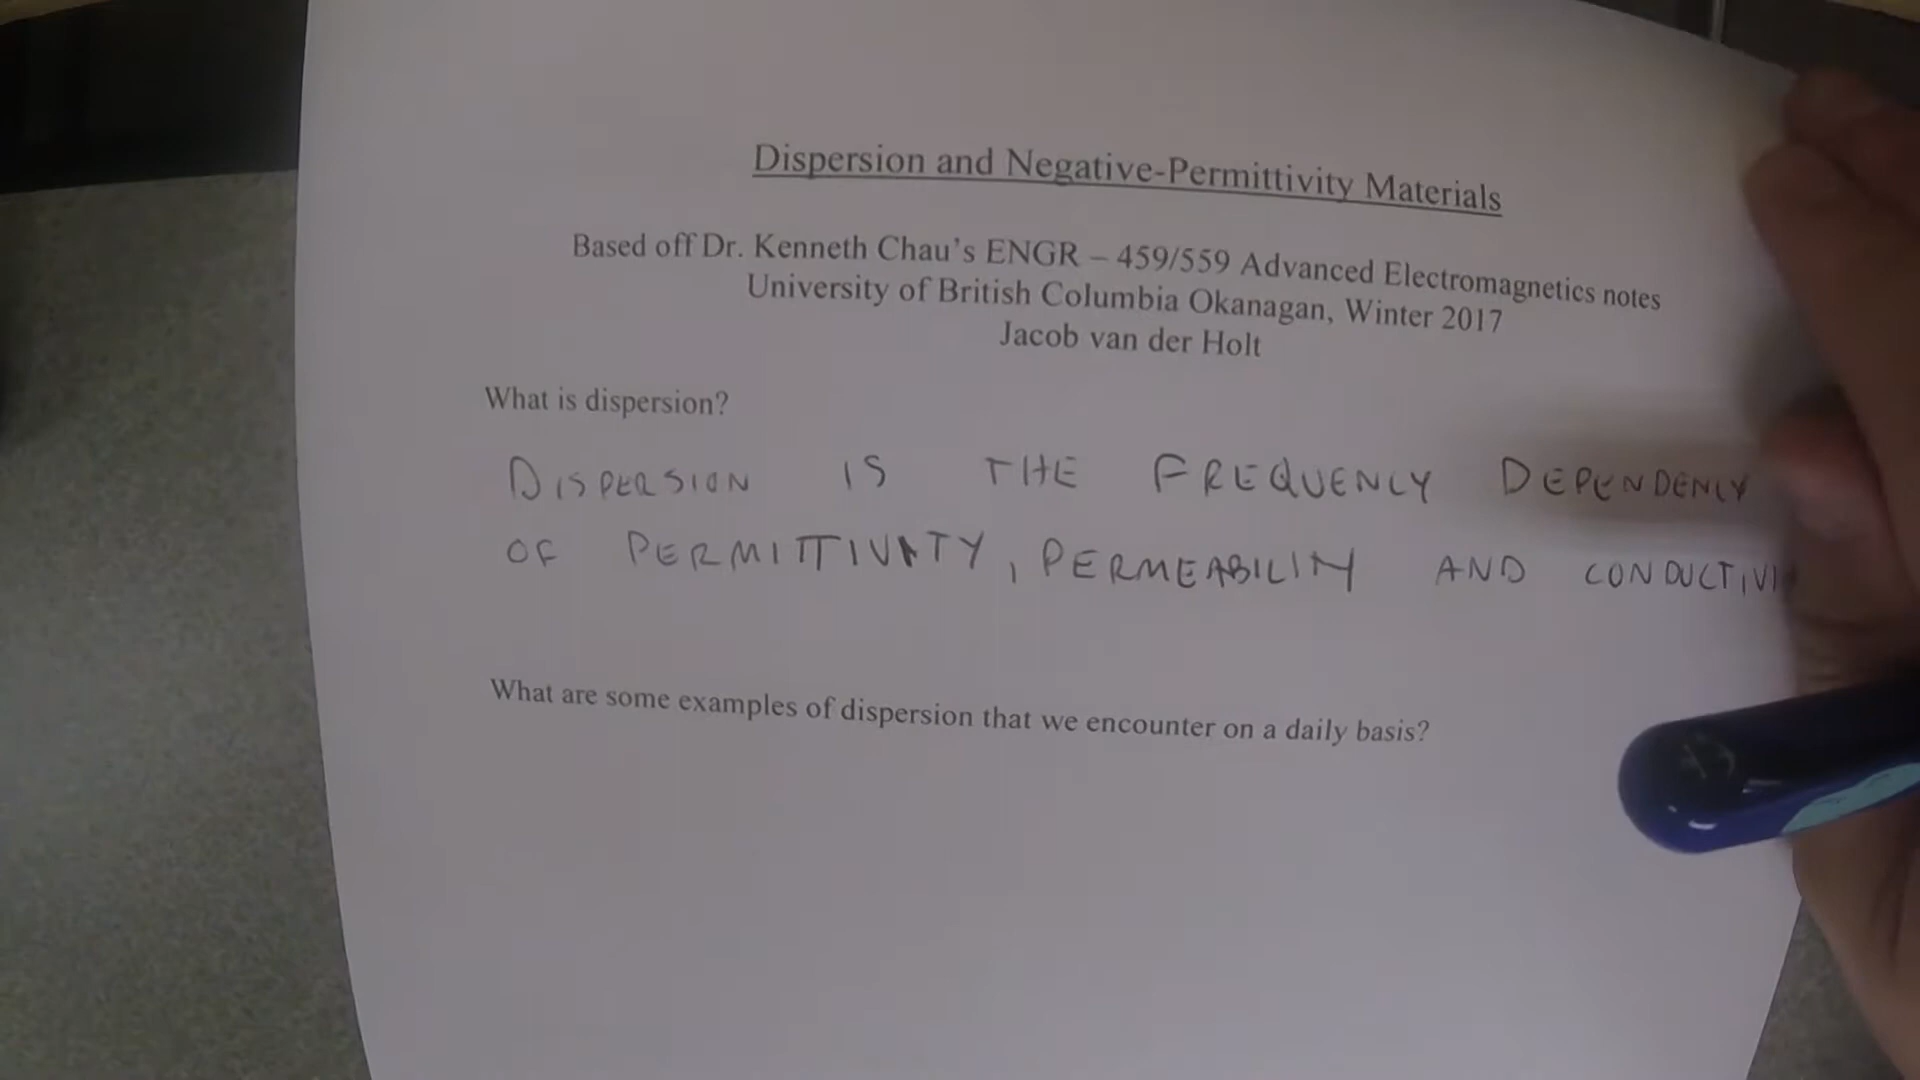 Dispersion and Negative-Permittivity Materials
Based off Dr. Kenneth Chau's ENGR – 459/559 Advanced Electromagnetics notes
University of British Columbia Okanagan, Winter 2017
Jacob van der Holt
What is dispersion?
DISPERSION IS THE FREQUENCY DEPENDENCY
OF PERMITTIVITY, PERMEABILITY AND CONDUCTIVI
What are some examples of dispersion that we encounter on a daily basis?